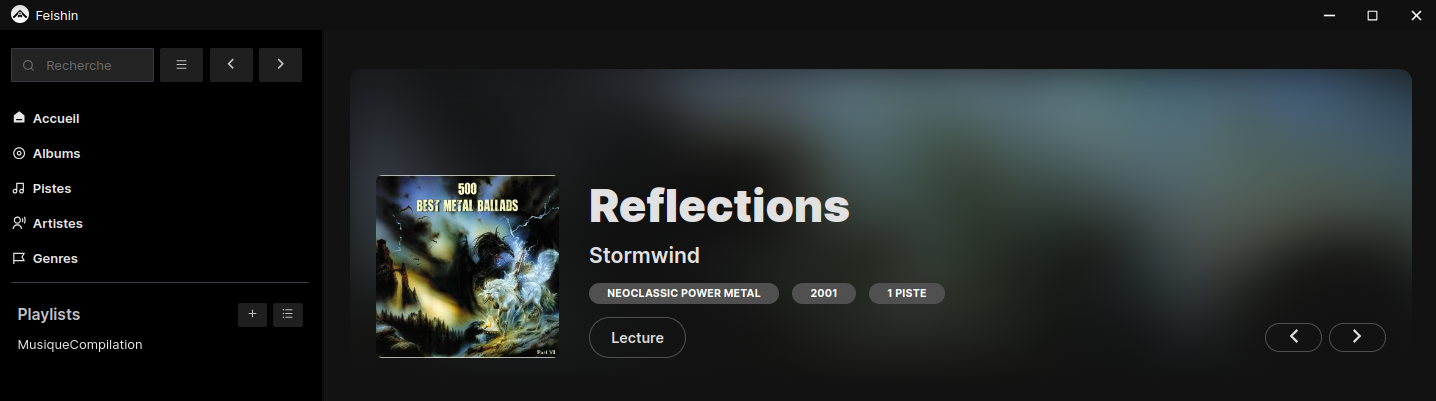 Feishin
Recherche
Accueil
Albums
Pistes
Artistes
Genres
Playlists
MusiqueCompilation
500
BEST METAL BALLADS
Part VII
Reflections
Stormwind
NEOCLASSIC POWER METAL 2001 1 PISTE
Lecture